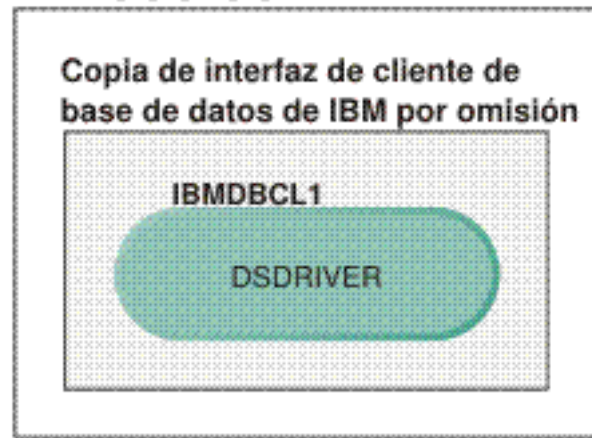 Copia de interfaz de cliente de
base de datos de IBM por omisión
IBMDBCL1
DSDRIVER